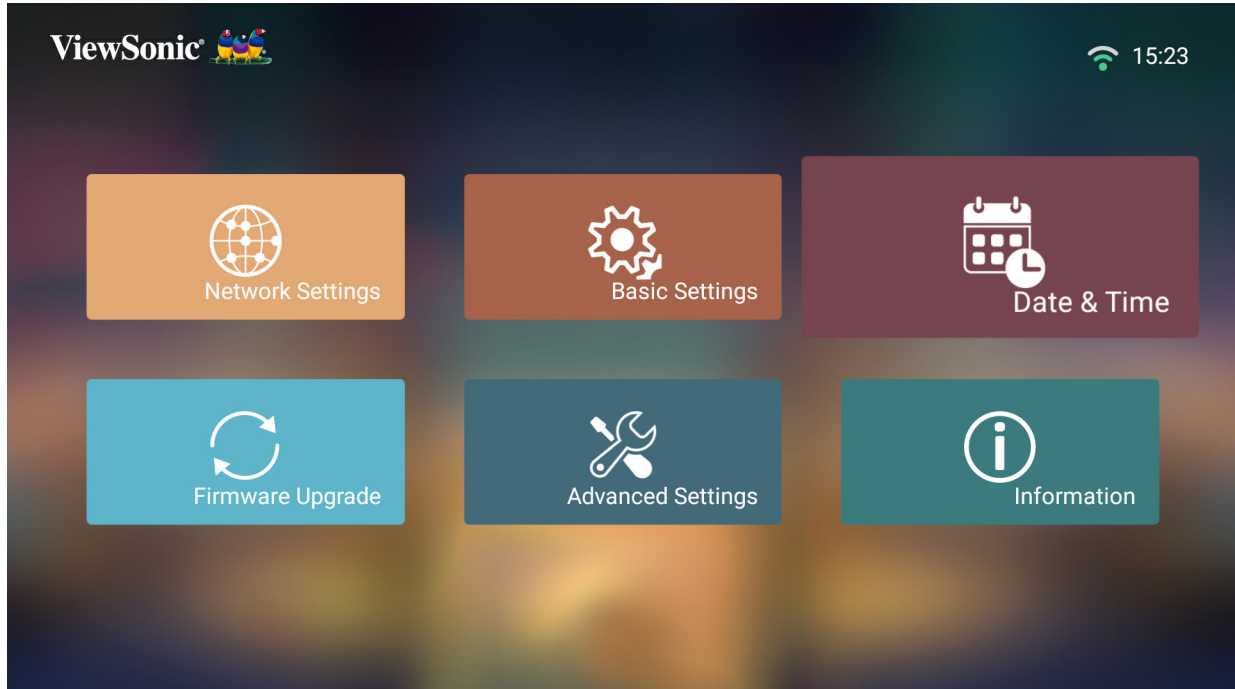 ViewSonic®
15:23
Network Settings
Basic Settings
Date & Time
Firmware Upgrade
Advanced Settings
Information